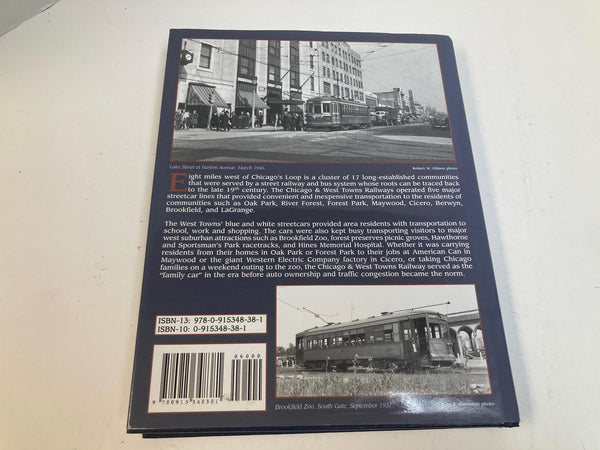 Lake Street at Harlem Avenue, March 1946.
Robert W. Gibson photo
Eight miles west of Chicago's Loop is a cluster of 17 long-established communities
that were served by a street railway and bus system whose roots can be traced back
to the late 19th century. The Chicago & West Towns Railways operated five major
streetcar lines that provided convenient and inexpensive transportation to the residents of
communities such as Oak Park, River Forest, Forest Park, Maywood, Cicero, Berwyn,
Brookfield, and LaGrange.
The West Towns' blue and white streetcars provided area residents with transportation to
school, work and shopping. The cars were also kept busy transporting visitors to major
west suburban attractions such as Brookfield Zoo, forest preserves picnic groves, Hawthorne
and Sportsman's Park racetracks, and Hines Memorial Hospital. Whether it was carrying
residents from their homes in Oak Park or Forest Park to their jobs at American Can in
Maywood or the giant Western Electric Company factory in Cicero, or taking Chicago
families on a weekend outing to the zoo, the Chicago & West Towns Railway served as the
"family car" in the era before auto ownership and traffic congestion became the norm.
ISBN-13: 978-0-915348-38-1
ISBN-10: 0-915348-38-1
06000
9 780915 348381
Brookfield Zoo, South Gate, September 1937.
photo